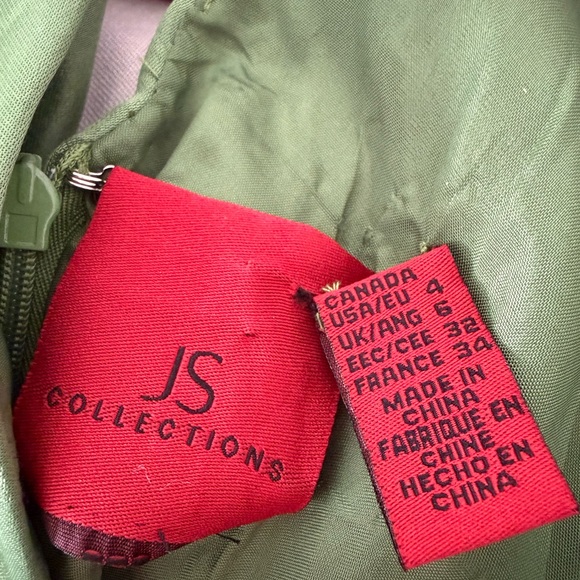 JS
COLLECTIONS
CANADA
USA/EU 4
UK/ANG 6
EEC/CEE 32
FRANCE 34
MADE IN
CHINA
FABRIQUE EN
CHINE
HECHO EN
CHINA